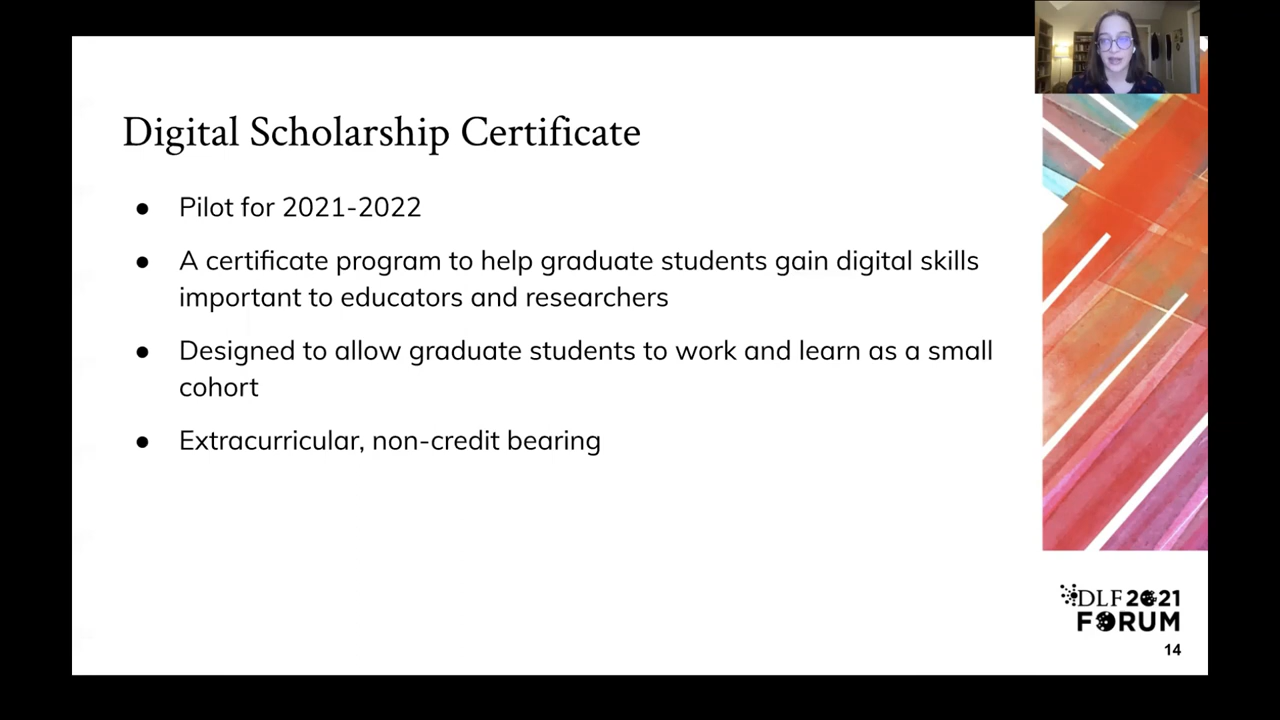 Digital Scholarship Certificate
● Pilot for 2021-2022
● A certificate program to help graduate students gain digital skills
important to educators and researchers
● Designed to allow graduate students to work and learn as a small
cohort
● Extracurricular, non-credit bearing
DLF 2021
FORUM
14